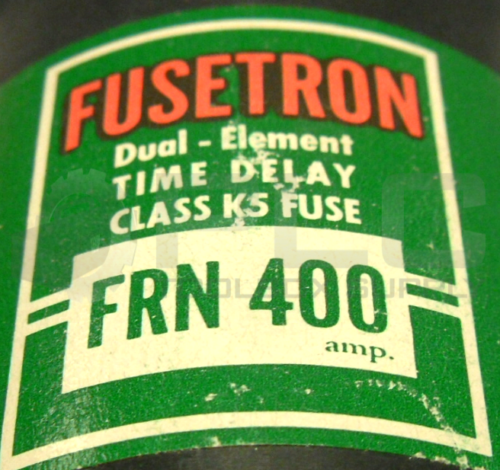 FUSETRON
Dual - Element
TIME DELAY
CLASS K5 FUSE
FRN 400
amp.